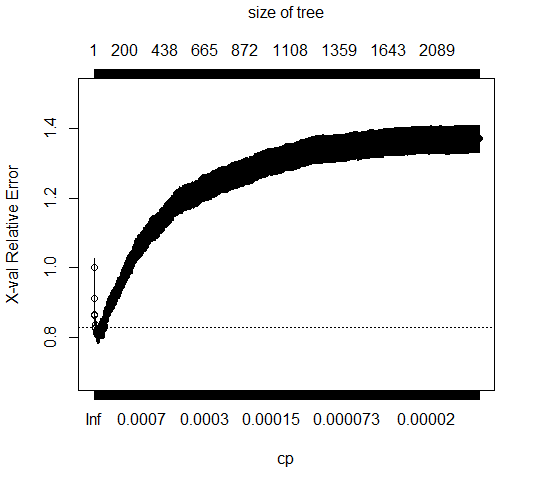 size of tree
1 200 438 665 872 1108 1359 1643 2089
X-val Relative Error
1.4
1.2
1.0
0.8
Inf 0.0007 0.0003 0.00015 0.000073 0.00002
cp